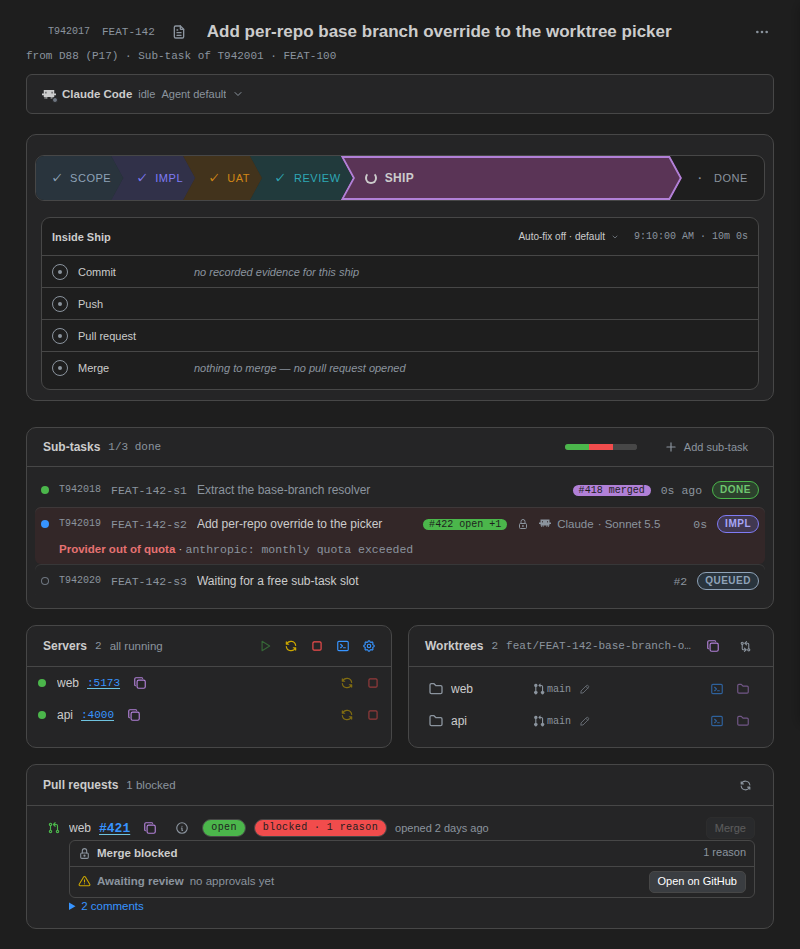 T942017 FEAT-142 Add per-repo base branch override to the worktree picker
from D88 (P17) · Sub-task of T942001 · FEAT-100
Claude Code idle Agent default
SCOPE IMPL UAT REVIEW SHIP DONE
Inside Ship Auto-fix off · default 9:10:00 AM · 10m 0s
Commit no recorded evidence for this ship
Push
Pull request
Merge nothing to merge — no pull request opened
Sub-tasks 1/3 done Add sub-task
T942018 FEAT-142-s1 Extract the base-branch resolver #418 merged 0s ago DONE
T942019 FEAT-142-s2 Add per-repo override to the picker #422 open +1 Claude · Sonnet 5.5 0s IMPL
Provider out of quota · anthropic: monthly quota exceeded
T942020 FEAT-142-s3 Waiting for a free sub-task slot #2 QUEUED
Servers 2 all running
web :5173
api :4000
Worktrees 2 feat/FEAT-142-base-branch-o…
web main
api main
Pull requests 1 blocked
web #421 open blocked · 1 reason opened 2 days ago Merge
Merge blocked 1 reason
Awaiting review no approvals yet Open on GitHub
2 comments